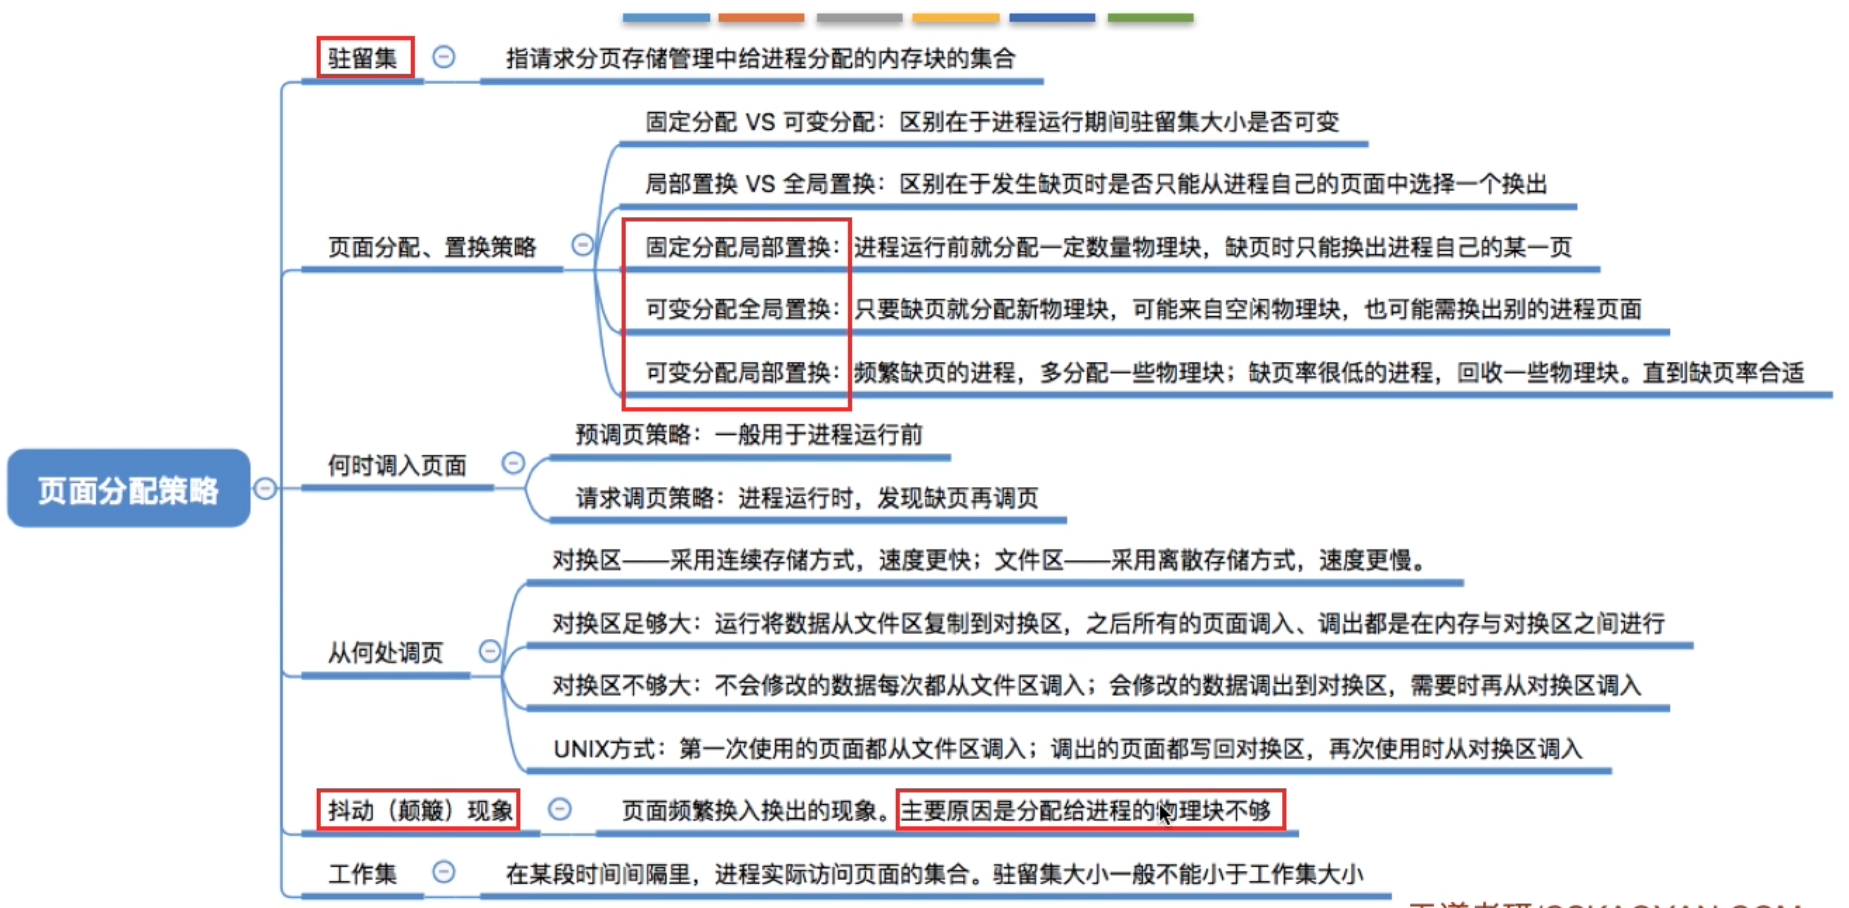 驻留集
指请求分页存储管理中给进程分配的内存块的集合
固定分配 VS 可变分配：区别在于进程运行期间驻留集大小是否可变
局部置换 VS 全局置换：区别在于发生缺页时是否只能从进程自己的页面中选择一个换出
页面分配、置换策略
固定分配局部置换：进程运行前就分配一定数量物理块，缺页时只能换出进程自己的某一页
可变分配全局置换：只要缺页就分配新物理块，可能来自空闲物理块，也可能需换出别的进程页面
可变分配局部置换：频繁缺页的进程，多分配一些物理块；缺页率很低的进程，回收一些物理块。直到缺页率合适
页面分配策略
何时调入页面
预调页策略：一般用于进程运行前
请求调页策略：进程运行时，发现缺页再调页
从何处调页
对换区——采用连续存储方式，速度更快；文件区——采用离散存储方式，速度更慢。
对换区足够大：运行将数据从文件区复制到对换区，之后所有的页面调入、调出都是在内存与对换区之间进行
对换区不够大：不会修改的数据每次都从文件区调入；会修改的数据调出到对换区，需要时再从对换区调入
UNIX方式：第一次使用的页面都从文件区调入；调出的页面都写回对换区，再次使用时从对换区调入
抖动（颠簸）现象
页面频繁换入换出的现象。主要原因是分配给进程的物理块不够
工作集
在某段时间间隔里，进程实际访问页面的集合。驻留集大小一般不能小于工作集大小